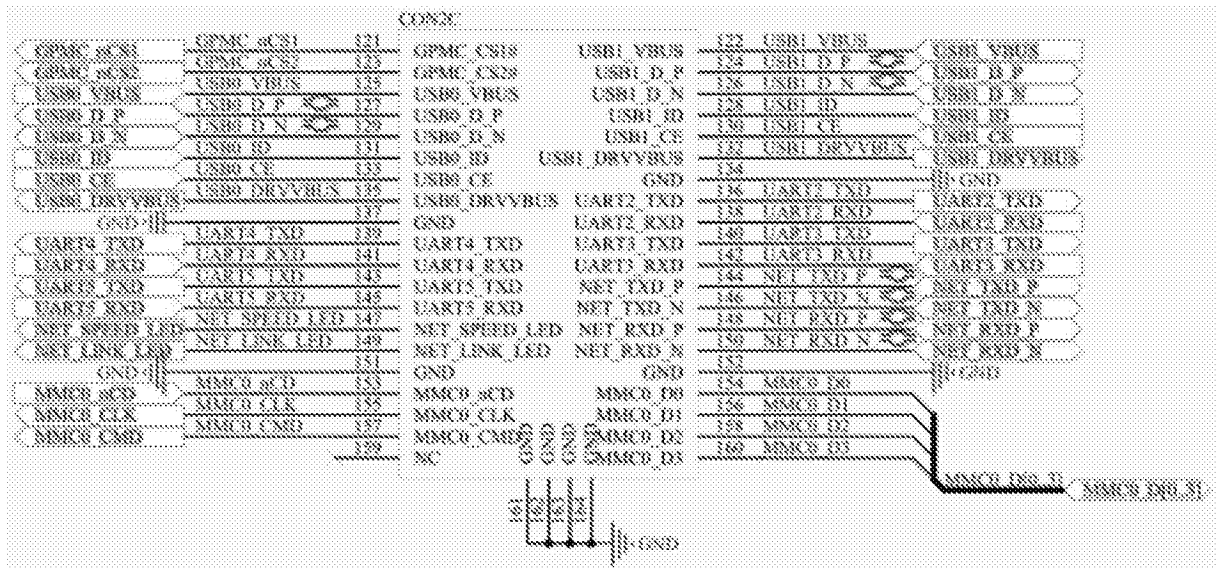 CON2C
GPMC_nCS1 GPMC_nCS1 121 GPMC_CS1# USB1_VBUS 122 USB1_VBUS USB1_VBUS
GPMC_nCS2 GPMC_nCS2 123 GPMC_CS2# USB1_D_P 124 USB1_D_P USB1_D_P
USB0_VBUS USB0_VBUS 125 USB0_VBUS USB1_D_N 126 USB1_D_N USB1_D_N
USB0_D_P USB0_D_P 127 USB0_D_P USB1_ID 128 USB1_ID USB1_ID
USB0_D_N USB0_D_N 129 USB0_D_N USB1_CE 130 USB1_CE USB1_CE
USB0_ID USB0_ID 131 USB0_ID USB1_DRVVBUS USB1_DRVVBUS USB1_DRVVBUS
USB0_CE USB0_CE 133 USB0_CE GND 134 GND
USB0_DRVVBUS USB0_DRVVBUS 135 USB0_DRVVBUS UART2_TXD 136 UART2_TXD UART2_TXD
GND 137 GND UART2_RXD 138 UART2_RXD UART2_RXD
UART4_TXD UART4_TXD 139 UART4_TXD UART3_TXD 140 UART3_TXD UART3_TXD
UART4_RXD UART4_RXD 141 UART4_RXD UART3_RXD 142 UART3_RXD UART3_RXD
UART5_TXD UART5_TXD 143 UART5_TXD NET_TXD_P 144 NET_TXD_P NET_TXD_P
UART5_RXD UART5_RXD 145 UART5_RXD NET_TXD_N 146 NET_TXD_N NET_TXD_N
NET_SPEED_LED NET_SPEED_LED 147 NET_SPEED_LED NET_RXD_P 148 NET_RXD_P NET_RXD_P
NET_LINK_LED NET_LINK_LED 149 NET_LINK_LED NET_RXD_N 150 NET_RXD_N NET_RXD_N
GND 151 GND GND 152 GND
MMC0_nCD MMC0_nCD 153 MMC0_nCD MMC0_D0 154 MMC0_D0
MMC0_CLK MMC0_CLK 155 MMC0_CLK MMC0_D1 156 MMC0_D1
MMC0_CMD MMC0_CMD 157 MMC0_CMD MMC0_D2 158 MMC0_D2
159 NC GND GND GND GND MMC0_D3 160 MMC0_D3
MMC0_D[0..3] MMC0_D[0..3]
GND